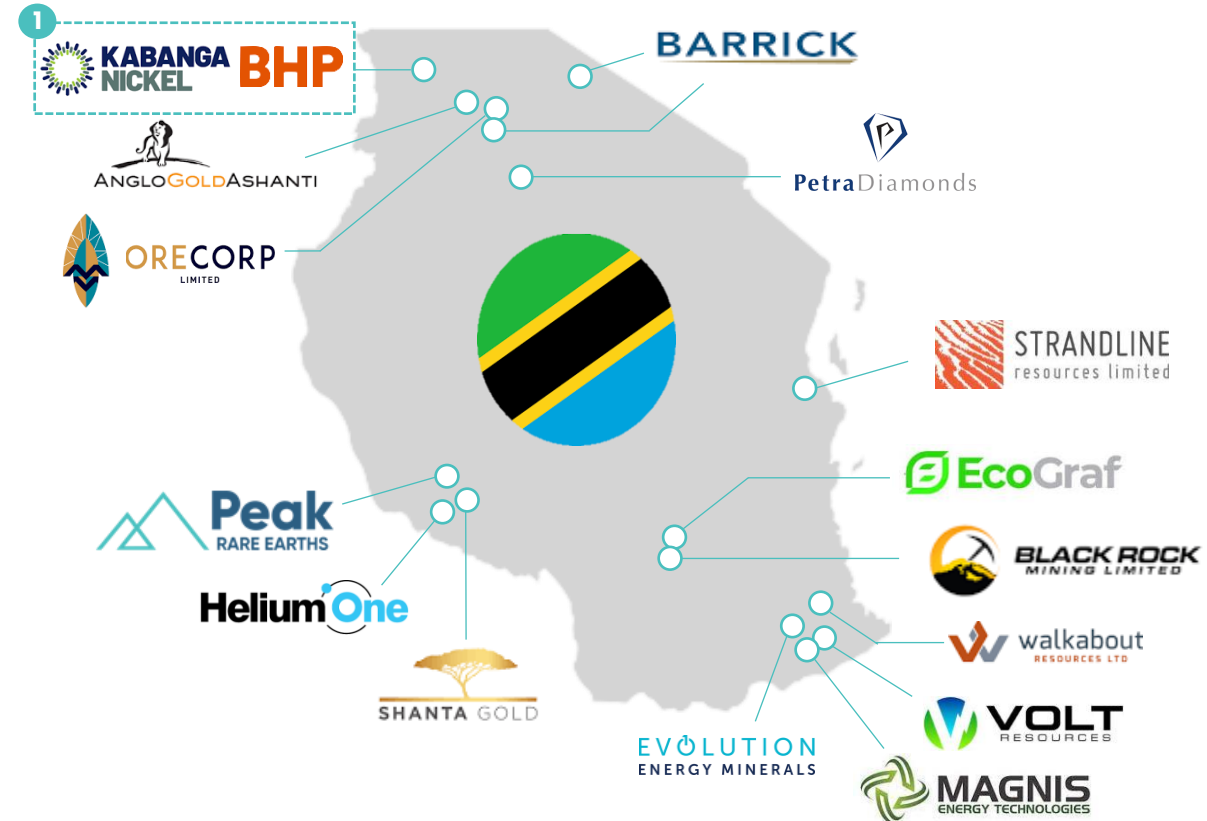 1
KABANGA
NICKEL
BHP
BARRICK
ANGLOGOLDASHANTI
P
PetraDiamonds
ORECORP
LIMITED
STRANDLINE
resources limited
EcoGraf
Peak
RARE EARTHS
BLACK ROCK
MINING LIMITED
Helium One
walkabout
RESOURCES LTD
SHANTA GOLD
VOLT
RESOURCES
EVOLUTION
ENERGY MINERALS
MAGNIS
ENERGY TECHNOLOGIES